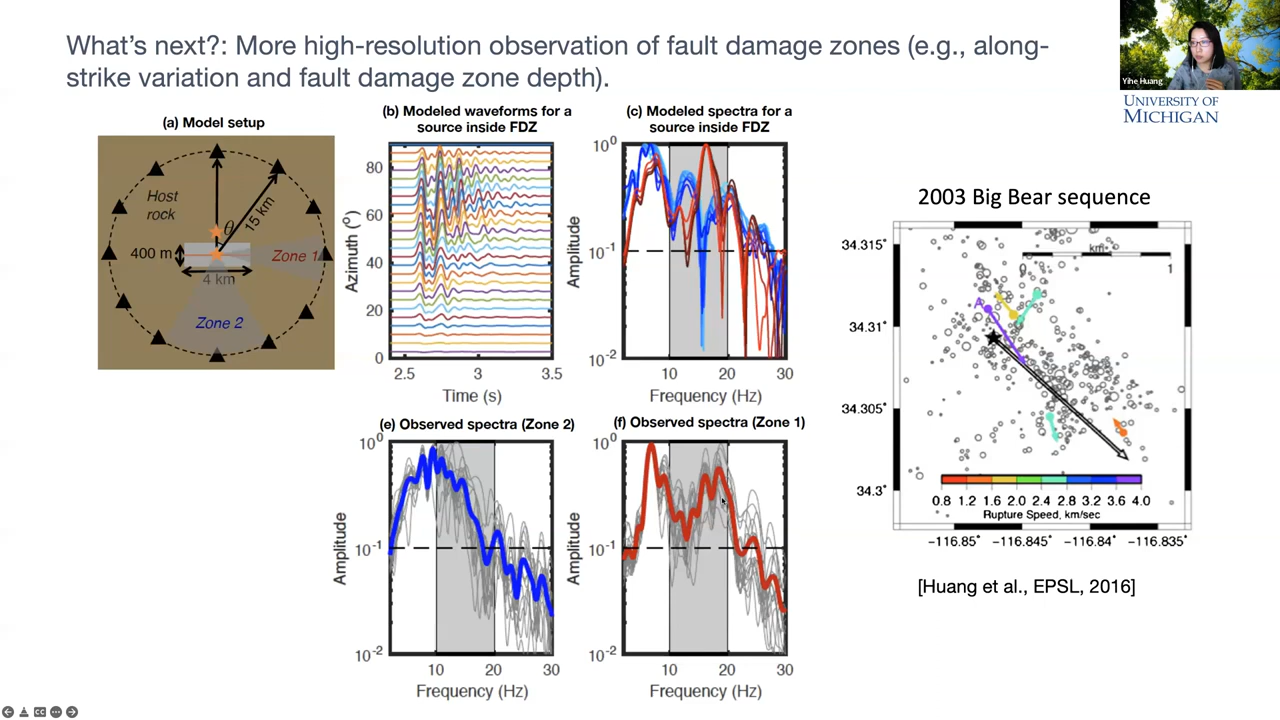 What's next?: More high-resolution observation of fault damage zones (e.g., along-
strike variation and fault damage zone depth).
Yihe Huang
UNIVERSITY OF
MICHIGAN
(a) Model setup
Host
rock
θ
15 km
400 m
4 km
Zone 1
Zone 2
(b) Modeled waveforms for a
source inside FDZ
Azimuth (°)
80
60
40
20
0
2.5 3 3.5
Time (s)
(c) Modeled spectra for a
source inside FDZ
Amplitude
10^0
10^-1
10^-2
10 20 30
Frequency (Hz)
(e) Observed spectra (Zone 2)
Amplitude
10^0
10^-1
10^-2
10 20 30
Frequency (Hz)
(f) Observed spectra (Zone 1)
Amplitude
10^0
10^-1
10^-2
10 20 30
Frequency (Hz)
2003 Big Bear sequence
34.315°
34.31°
34.305°
34.3°
km
0 1
A
0.8 1.2 1.6 2.0 2.4 2.8 3.2 3.6 4.0
Rupture Speed, km/sec
−116.85° −116.845° −116.84° −116.835°
[Huang et al., EPSL, 2016]